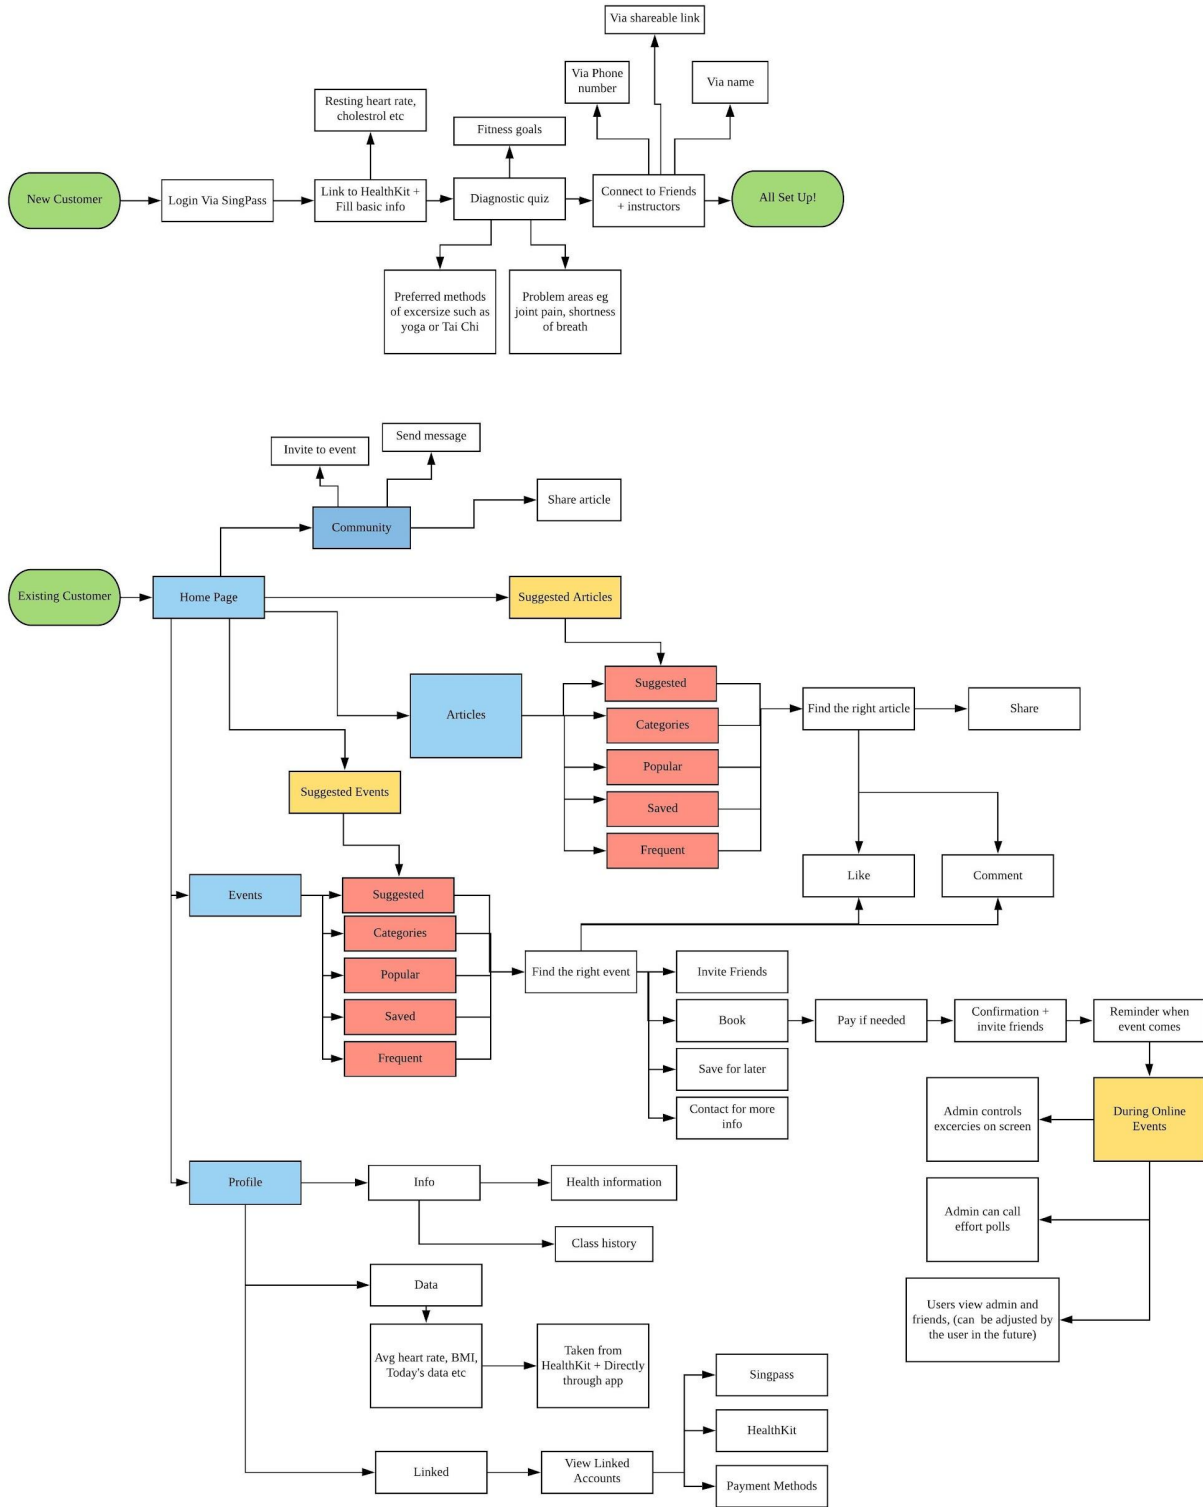 Via shareable link
Via Phone
number
Via name
Resting heart rate,
cholestrol etc
Fitness goals
New Customer
Login Via SingPass
Link to HealthKit +
Fill basic info
Diagnostic quiz
Connect to Friends
+ instructors
All Set Up!
Preferred methods
of excersize such as
yoga or Tai Chi
Problem areas eg
joint pain, shortness
of breath
Invite to event
Send message
Share article
Community
Existing Customer
Home Page
Suggested Articles
Articles
Suggested
Categories
Popular
Saved
Frequent
Find the right article
Share
Suggested Events
Like
Comment
Events
Suggested
Categories
Popular
Saved
Frequent
Find the right event
Invite Friends
Book
Save for later
Contact for more
info
Pay if needed
Confirmation +
invite friends
Reminder when
event comes
During Online
Events
Admin controls
excercies on screen
Admin can call
effort polls
Users view admin and
friends, (can be adjusted by
the user in the future)
Profile
Info
Health information
Class history
Data
Avg heart rate, BMI,
Today's data etc
Taken from
HealthKit + Directly
through app
Linked
View Linked
Accounts
Singpass
HealthKit
Payment Methods